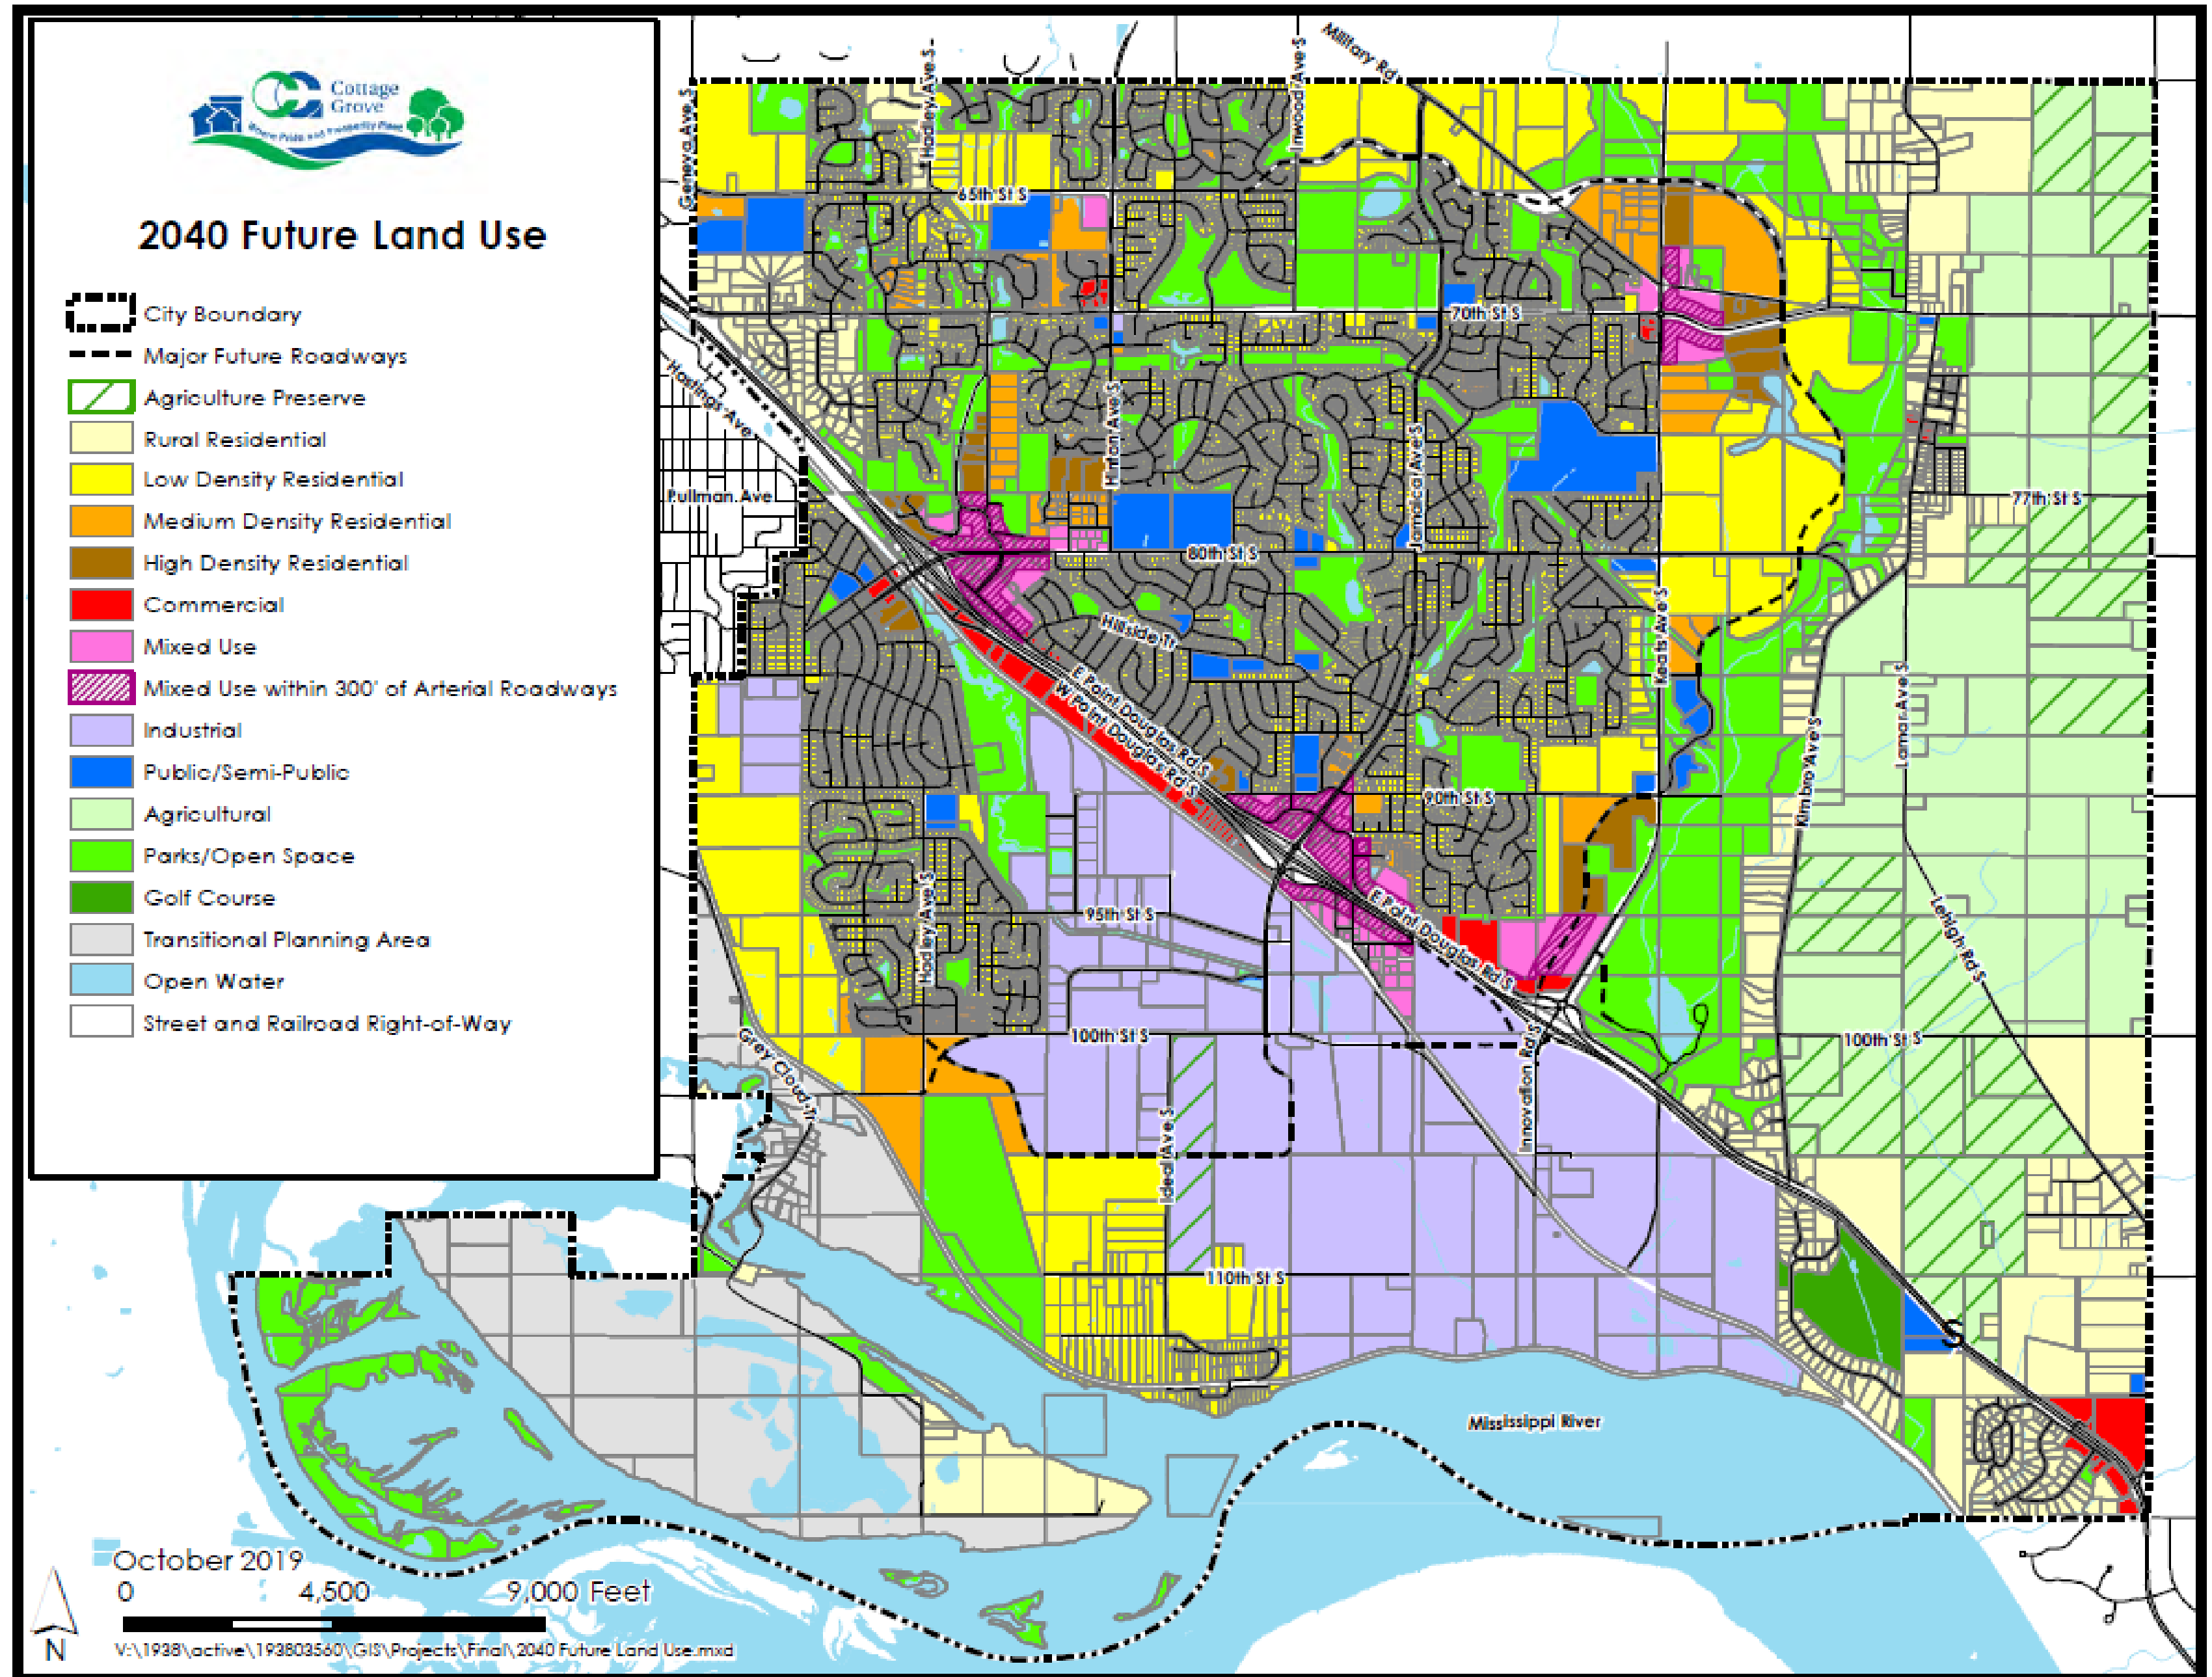 Cottage
Grove
Where Pride and Prosperity Meet
2040 Future Land Use
City Boundary
Major Future Roadways
Agriculture Preserve
Rural Residential
Low Density Residential
Medium Density Residential
High Density Residential
Commercial
Mixed Use
Mixed Use within 300' of Arterial Roadways
Industrial
Public/Semi-Public
Agricultural
Parks/Open Space
Golf Course
Transitional Planning Area
Open Water
Street and Railroad Right-of-Way
October 2019
0 4,500 9,000 Feet
N
V:\1938\active\193803560\GIS\Projects\Final\2040 Future Land Use.mxd
Military Rd
Geneva Ave S
Hadley Ave S
Inwood Ave S
65th St S
70th St S
Hastings Ave
Hinton Ave S
Jamaica Ave S
Pullman Ave
77th St S
80th St S
Hillside Tr
Keats Ave S
Lamar Ave S
Kimbro Ave S
E Point Douglas Rd S
W Point Douglas Rd S
90th St S
Hadley Ave S
95th St S
E Point Douglas Rd S
Lehigh Rd S
100th St S
100th St S
Grey Cloud Tr
Innovation Rd S
Ideal Ave S
110th St S
Mississippi River